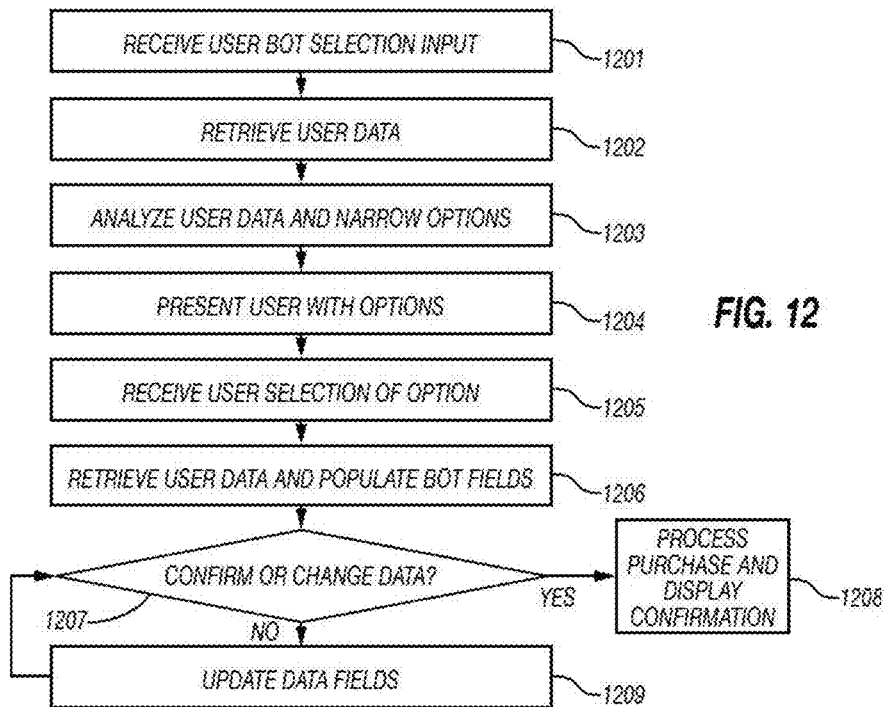 RECEIVE USER BOT SELECTION INPUT
1201
RETRIEVE USER DATA
1202
ANALYZE USER DATA AND NARROW OPTIONS
1203
PRESENT USER WITH OPTIONS
1204
FIG. 12
RECEIVE USER SELECTION OF OPTION
1205
RETRIEVE USER DATA AND POPULATE BOT FIELDS
1206
CONFIRM OR CHANGE DATA?
1207
YES
PROCESS
PURCHASE AND
DISPLAY
CONFIRMATION
1208
NO
UPDATE DATA FIELDS
1209